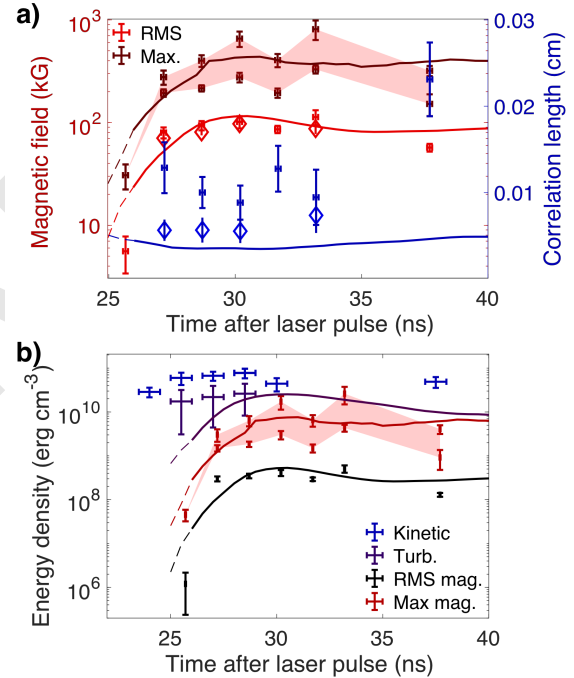 a)
10³
10²
10
Magnetic field (kG)
RMS
Max.
0.03
0.02
0.01
Correlation length (cm)
25
30
35
40
Time after laser pulse (ns)
b)
10¹⁰
10⁸
10⁶
Energy density (erg cm⁻³)
Kinetic
Turb.
RMS mag.
Max mag.
25
30
35
40
Time after laser pulse (ns)